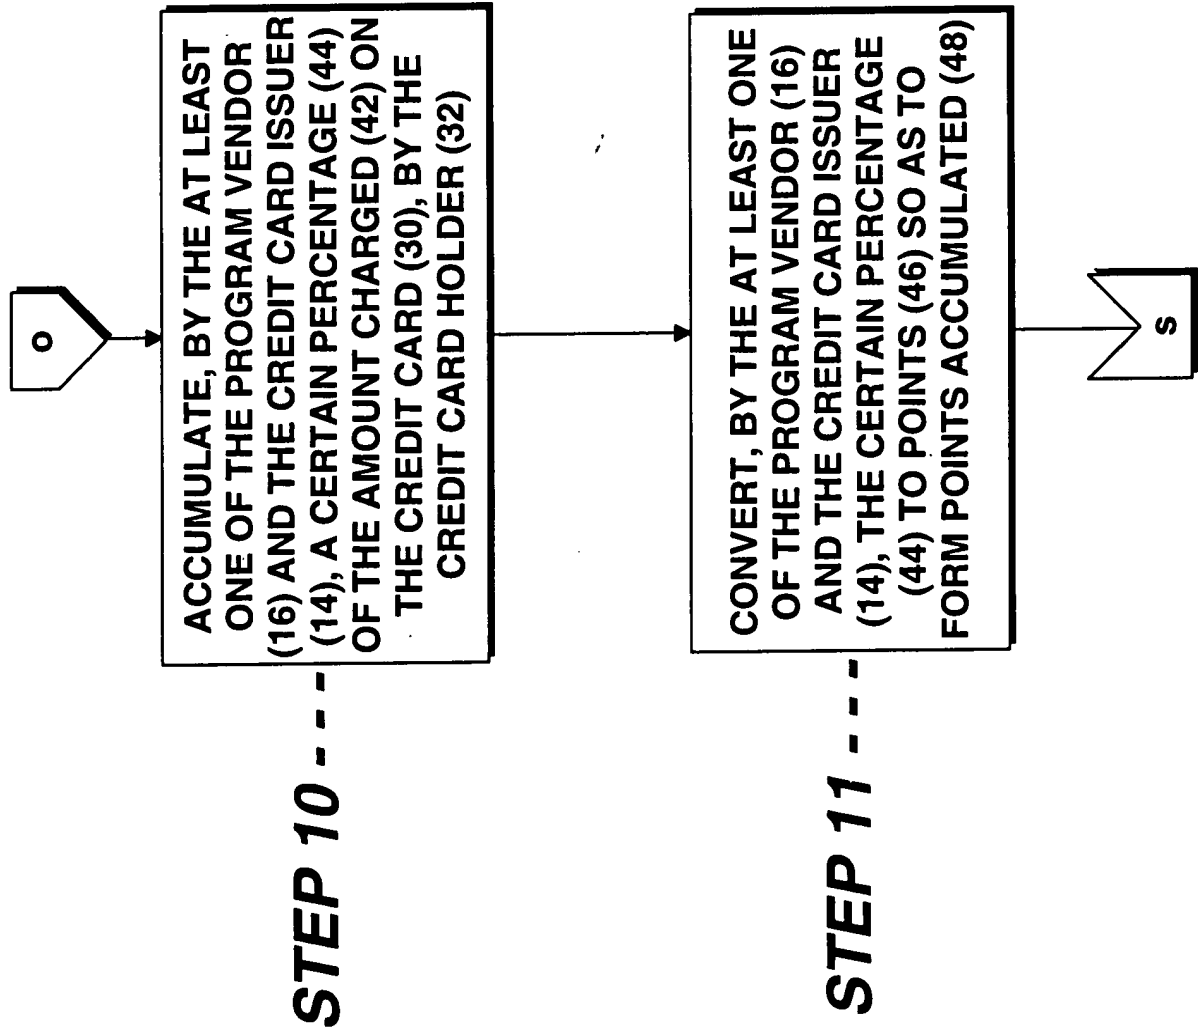 O
STEP 10 - - -
ACCUMULATE, BY THE AT LEAST
ONE OF THE PROGRAM VENDOR
(16) AND THE CREDIT CARD ISSUER
(14), A CERTAIN PERCENTAGE (44)
OF THE AMOUNT CHARGED (42) ON
THE CREDIT CARD (30), BY THE
CREDIT CARD HOLDER (32)
STEP 11 - - -
CONVERT, BY THE AT LEAST ONE
OF THE PROGRAM VENDOR (16)
AND THE CREDIT CARD ISSUER
(14), THE CERTAIN PERCENTAGE
(44) TO POINTS (46) SO AS TO
FORM POINTS ACCUMULATED (48)
S